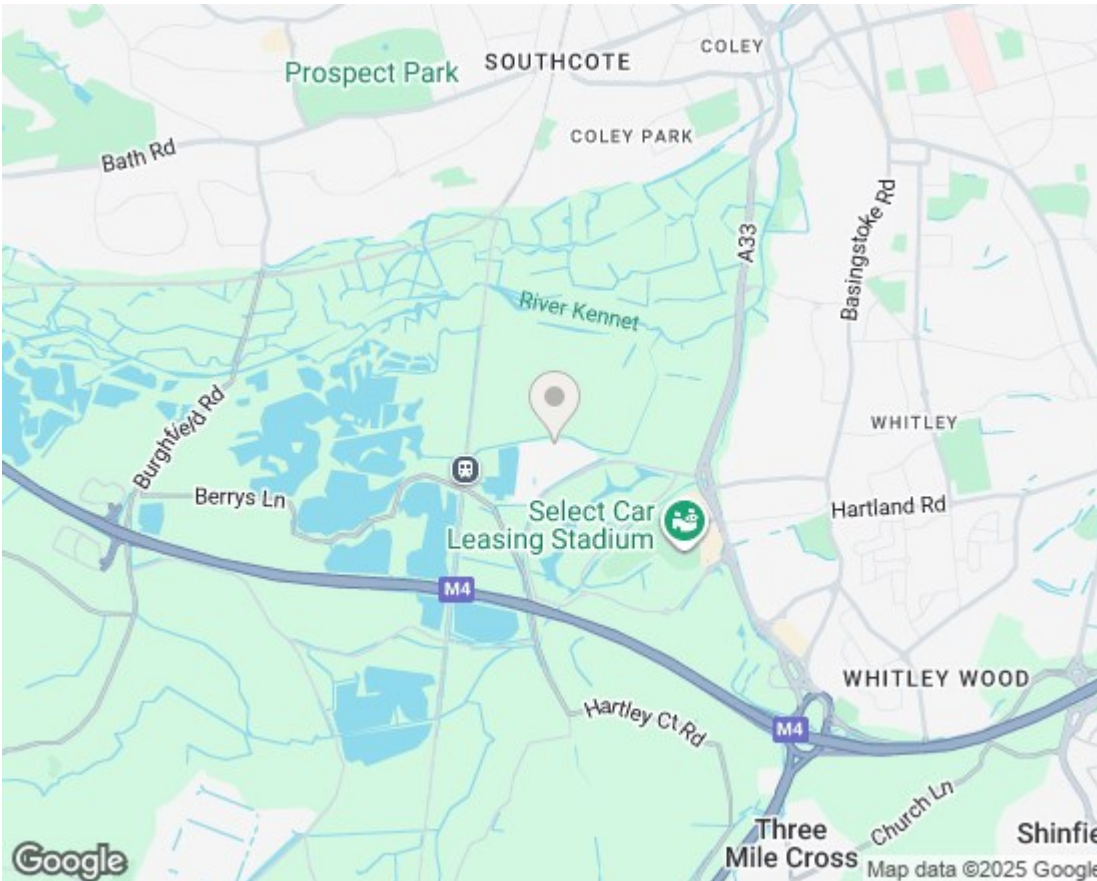 SOUTHCOTE
COLEY
Prospect Park
COLEY PARK
Bath Rd
A33
Basingstoke Rd
River Kennet
Burghfield Rd
WHITLEY
Berrys Ln
Hartland Rd
Select Car
Leasing Stadium
M4
WHITLEY WOOD
Hartley Ct Rd
M4
Church Ln
Three
Mile Cross
Shinfie
Google
Map data ©2025 Google